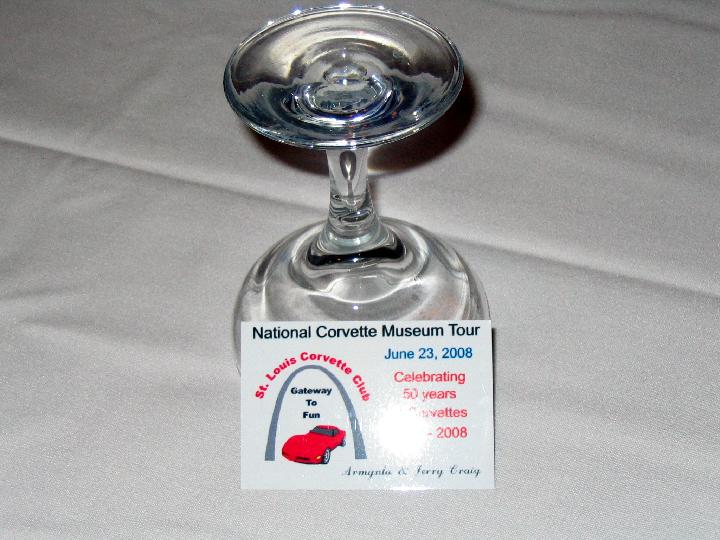 National Corvette Museum Tour
June 23, 2008
St. Louis Corvette Club
Gateway
To
Fun
Celebrating
50 years
- 2008
Armynta & Jerry Craig